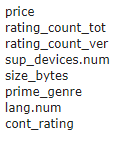 price
rating_count_tot
rating_count_ver
sup_devices.num
size_bytes
prime_genre
lang.num
cont_rating